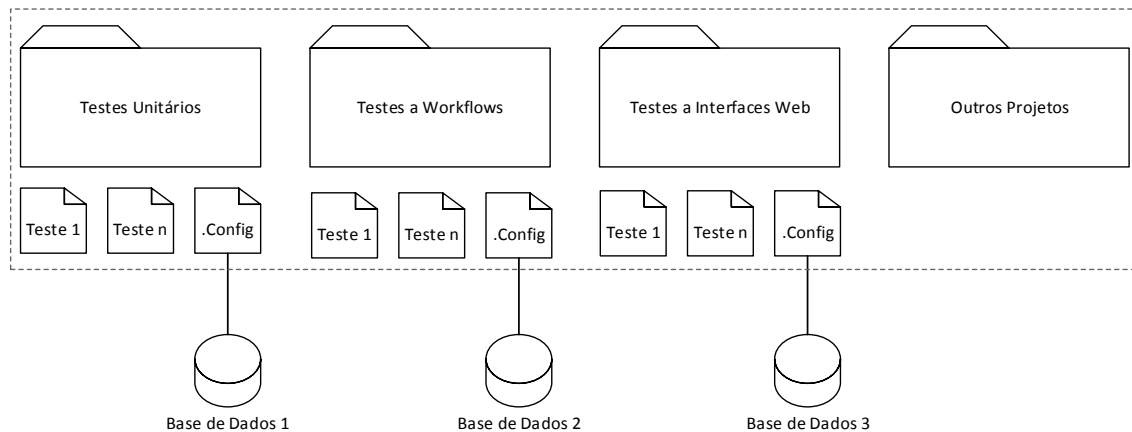 Testes Unitários
Testes a Workflows
Testes a Interfaces Web
Outros Projetos
Teste 1
Teste n
.Config
Teste 1
Teste n
.Config
Teste 1
Teste n
.Config
Base de Dados 1
Base de Dados 2
Base de Dados 3